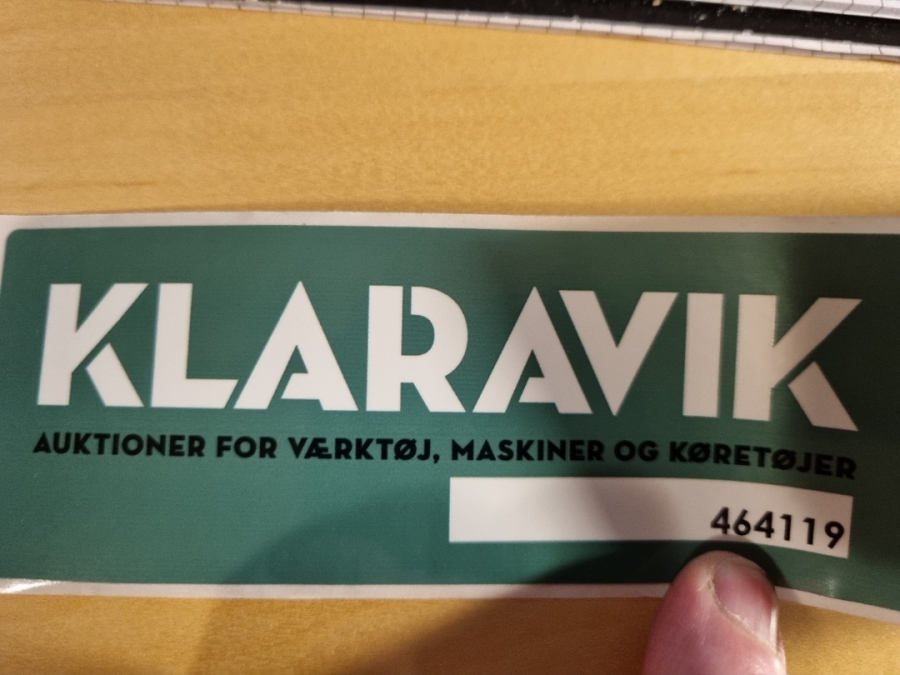 KLARAVIK
AUKTIONER FOR VÆRKTØJ, MASKINER OG KØRETØJER
464119